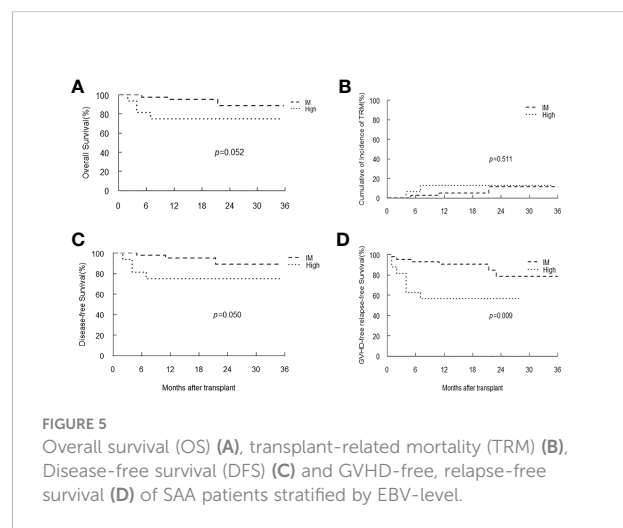 A
100
80
60
40
20
0
Overall Survival(%)
IM
High
p=0.052
0 6 12 18 24 30 36
B
100
80
60
40
20
0
Cumulative of Incidence of TRM(%)
IM
High
p=0.511
0 6 12 18 24 30 36
C
100
80
60
40
20
0
Disease-free Survival(%)
IM
High
p=0.050
0 6 12 18 24 30 36
Months after transplant
D
100
80
60
40
20
0
GVHD-free relapse-free Survival(%)
IM
High
p=0.009
0 6 12 18 24 30 36
Months after transplant
FIGURE 5
Overall survival (OS) (A), transplant-related mortality (TRM) (B),
Disease-free survival (DFS) (C) and GVHD-free, relapse-free
survival (D) of SAA patients stratified by EBV-level.